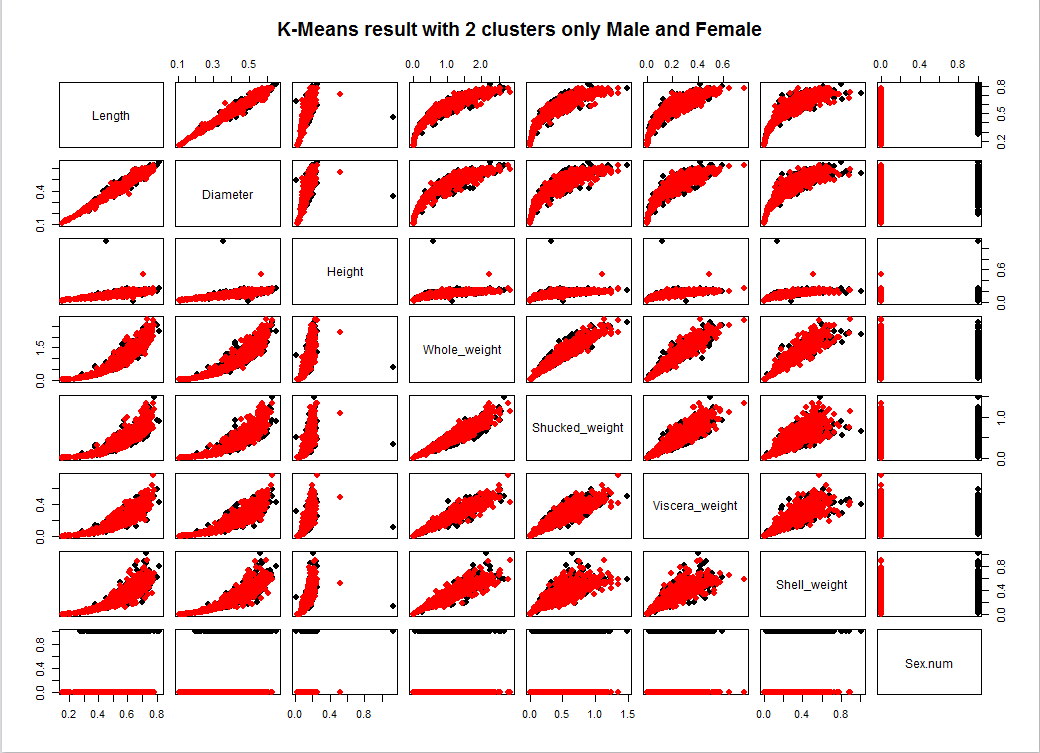 K-Means result with 2 clusters only Male and Female
0.1 0.3 0.5 0.0 1.0 2.0 0.0 0.2 0.4 0.6 0.0 0.4 0.8
Length
0.2 0.5 0.8
0.1 0.4
Diameter
Height
0.0 0.6
0.0 1.5
Whole_weight
Shucked_weight
0.0 1.0
0.0 0.4
Viscera_weight
Shell_weight
0.0 0.4 0.8
0.0 0.4 0.8
Sex.num
0.2 0.4 0.6 0.8 0.0 0.4 0.8 0.0 0.5 1.0 1.5 0.0 0.4 0.8